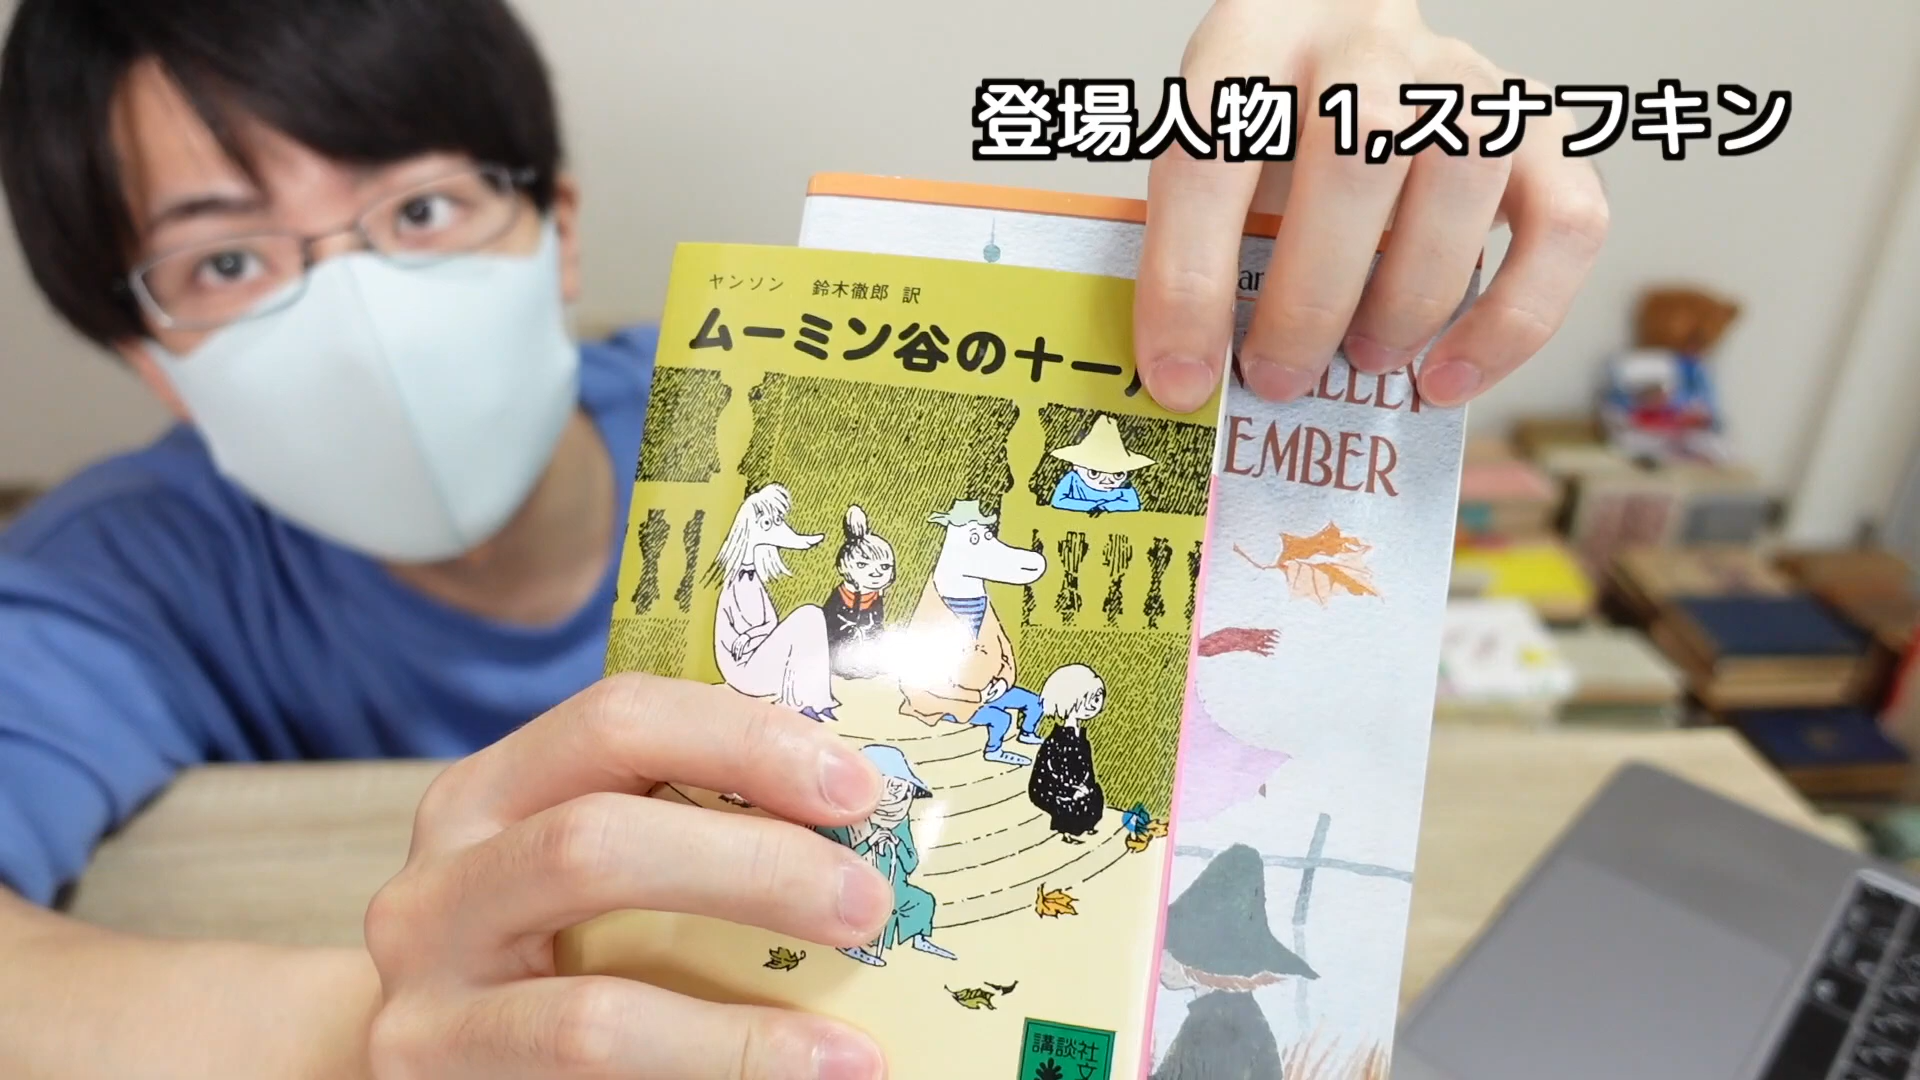 登場人物 1,スナフキン
ヤンソン 鈴木徹郎 訳
ムーミン谷の十一
EMBER
講談社
文